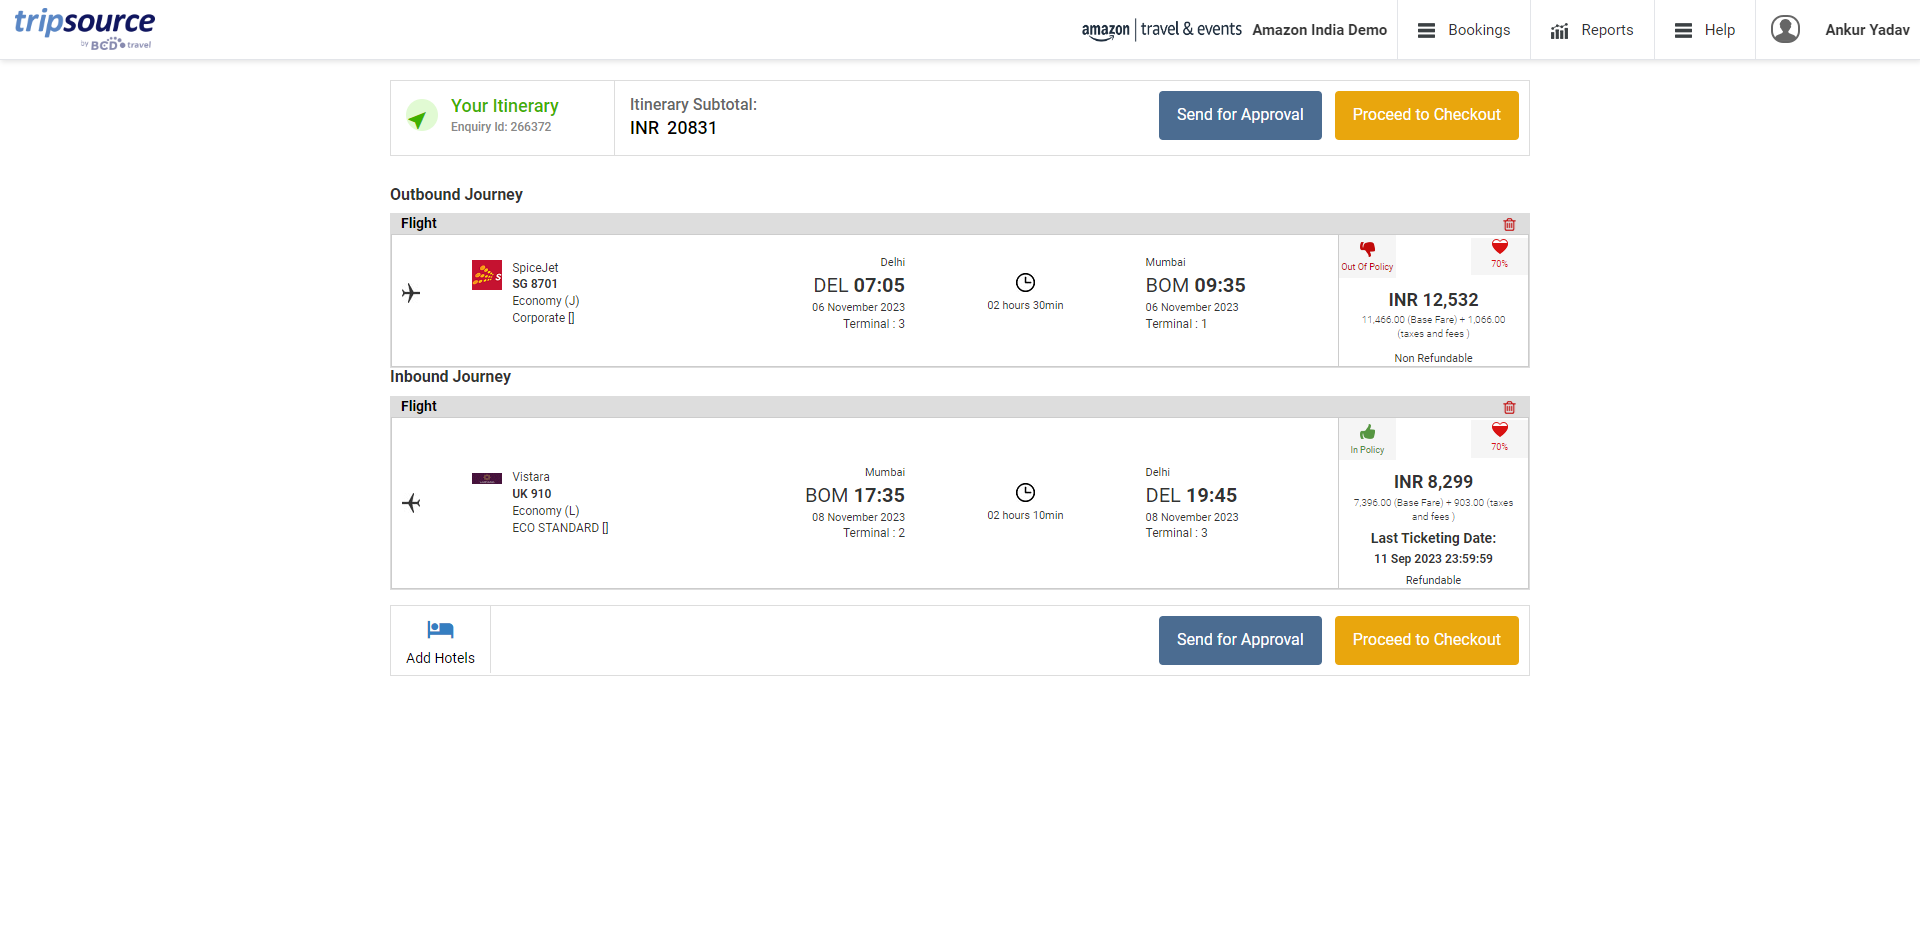 tripsource
by BCD travel
amazon | travel & events Amazon India Demo
Bookings
Reports
Help
Ankur Yadav
Your Itinerary
Enquiry Id: 266372
Itinerary Subtotal:
INR 20831
Send for Approval
Proceed to Checkout
Outbound Journey
Flight
SpiceJet
SG 8701
Economy (J)
Corporate []
Delhi
DEL 07:05
06 November 2023
Terminal : 3
02 hours 30min
Mumbai
BOM 09:35
06 November 2023
Terminal : 1
Out Of Policy
70%
INR 12,532
11,466.00 (Base Fare) + 1,066.00
(taxes and fees )
Non Refundable
Inbound Journey
Flight
Vistara
UK 910
Economy (L)
ECO STANDARD []
Mumbai
BOM 17:35
08 November 2023
Terminal : 2
02 hours 10min
Delhi
DEL 19:45
08 November 2023
Terminal : 3
In Policy
70%
INR 8,299
7,396.00 (Base Fare) + 903.00 (taxes
and fees )
Last Ticketing Date:
11 Sep 2023 23:59:59
Refundable
Add Hotels
Send for Approval
Proceed to Checkout